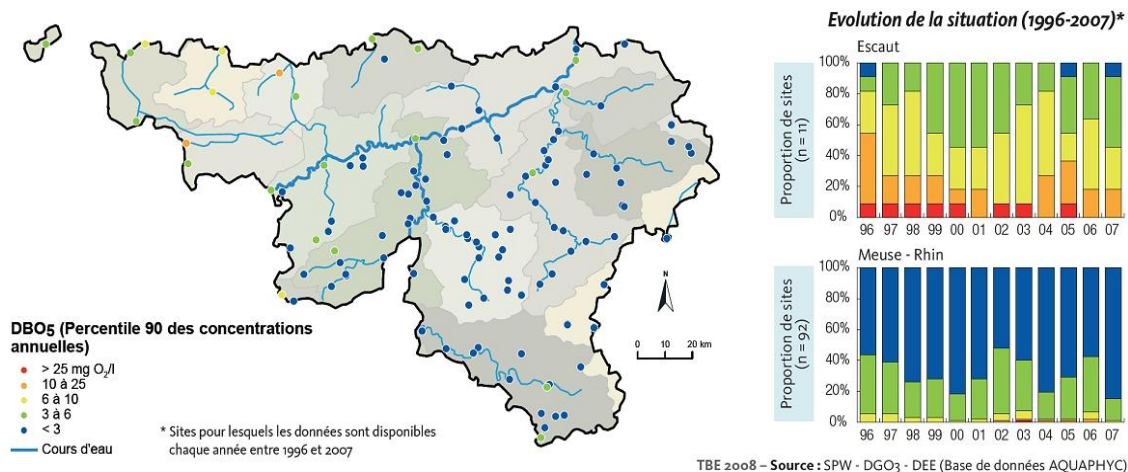 Evolution de la situation (1996-2007)*
Escaut
Proportion de sites
(n = 11)
100%
80%
60%
40%
20%
0%
96 97 98 99 00 01 02 03 04 05 06 07
Meuse - Rhin
Proportion de sites
(n = 92)
100%
80%
60%
40%
20%
0%
96 97 98 99 00 01 02 03 04 05 06 07
N
0 10 20 km
DBO5 (Percentile 90 des concentrations
annuelles)
> 25 mg O2/l
10 à 25
6 à 10
3 à 6
< 3
Cours d'eau
* Sites pour lesquels les données sont disponibles
chaque année entre 1996 et 2007
TBE 2008 – Source : SPW - DGO3 - DEE (Base de données AQUAPHYC)